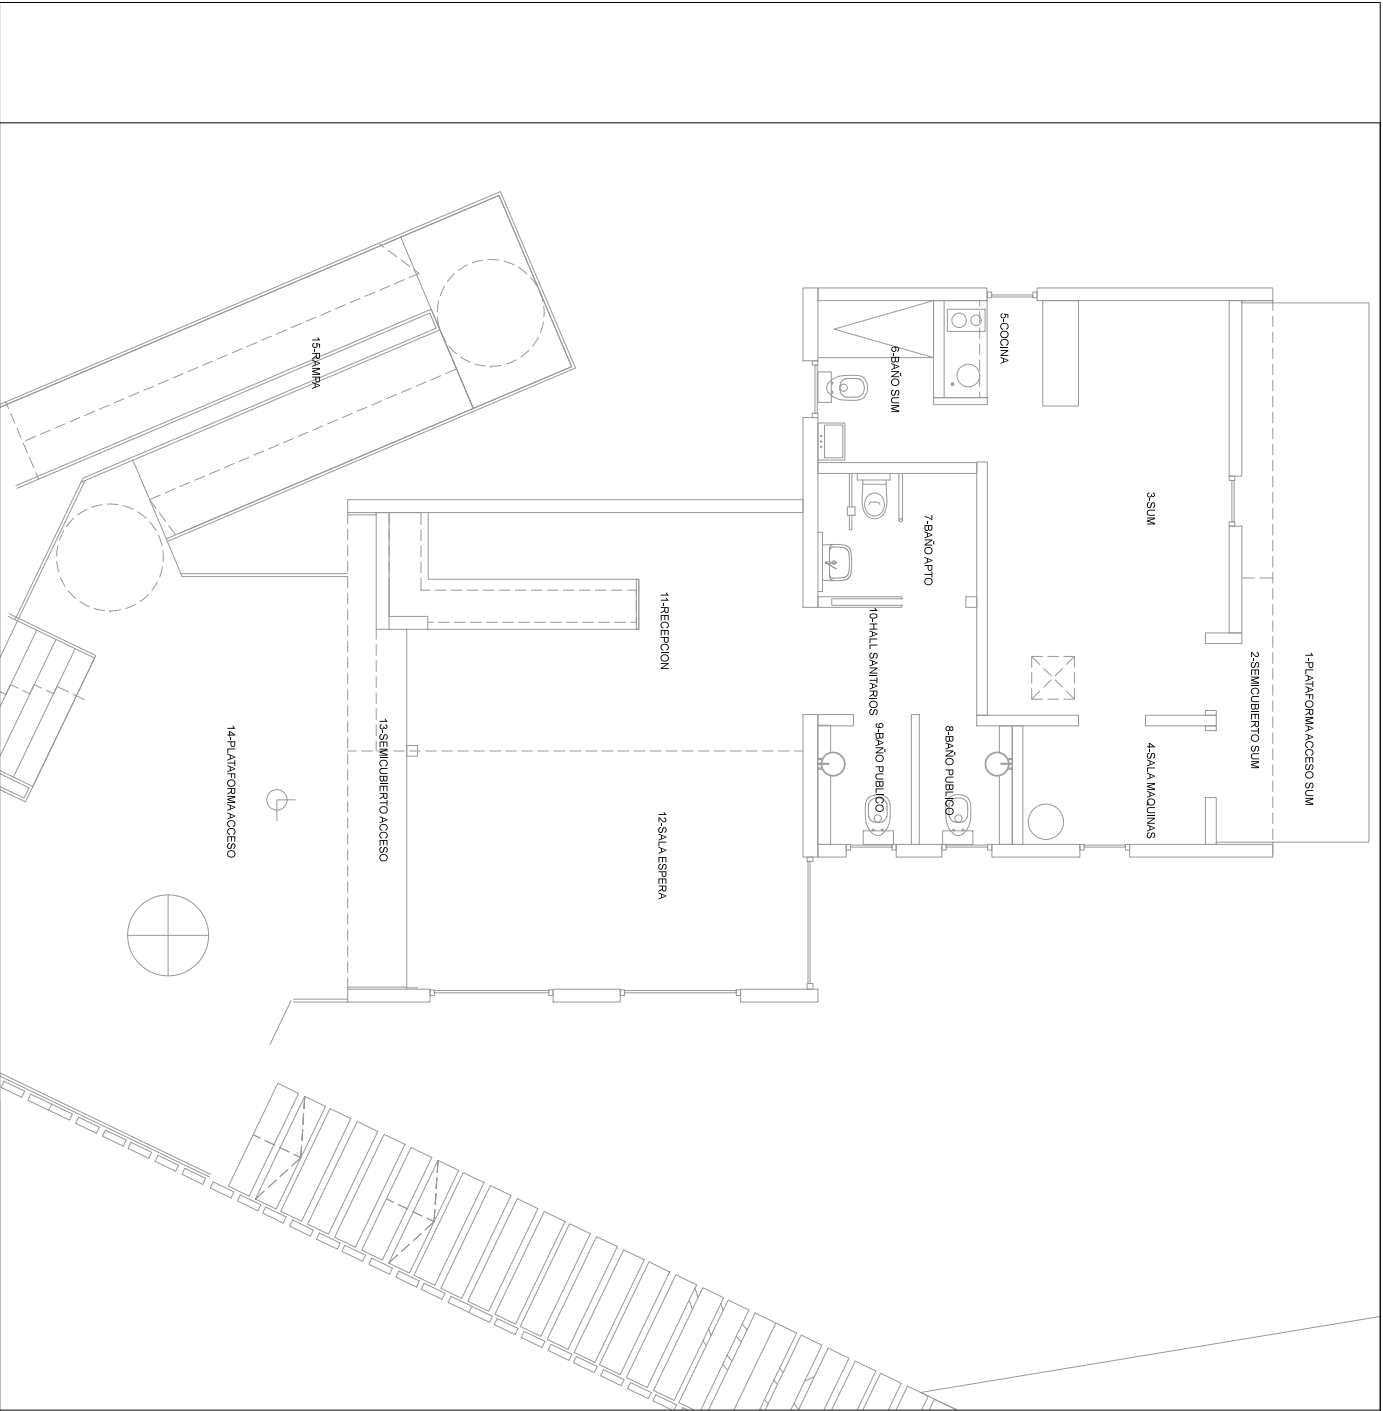 1-PLATAFORMA ACCESO SUM
2-SEMICUBIERTO SUM
3-SUM
4-SALA MAQUINAS
5-COCINA
6-BAÑO SUM
7-BAÑO APTO
8-BAÑO PUBLICO
9-BAÑO PUBLICO
10-HALL SANITARIOS
11-RECEPCION
12-SALA ESPERA
13-SEMICUBIERTO ACCESO
14-PLATAFORMA ACCESO
15-RAMPA